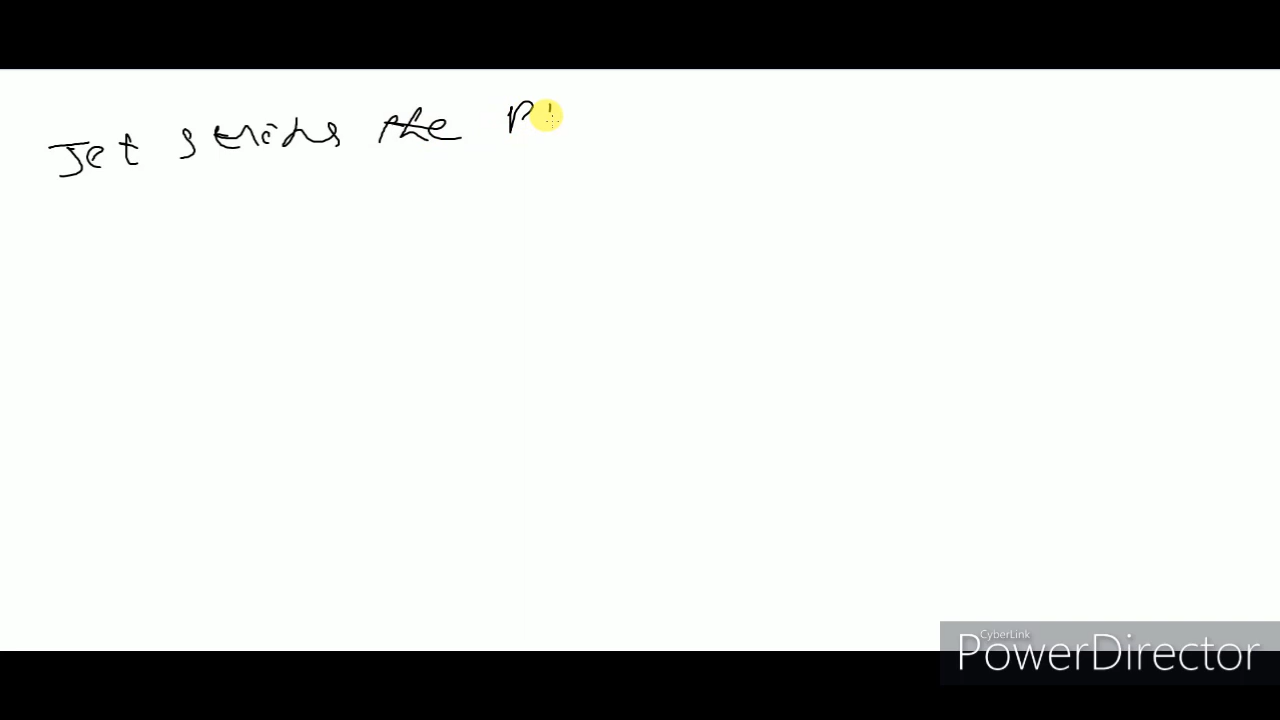 Jet strikes the P
CyberLink
PowerDirector